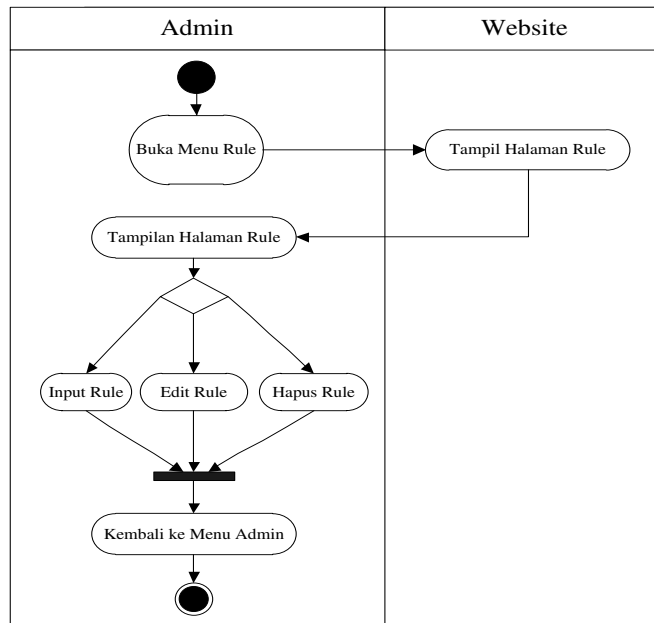 Admin
Website
Buka Menu Rule
Tampil Halaman Rule
Tampilan Halaman Rule
Input Rule
Edit Rule
Hapus Rule
Kembali ke Menu Admin